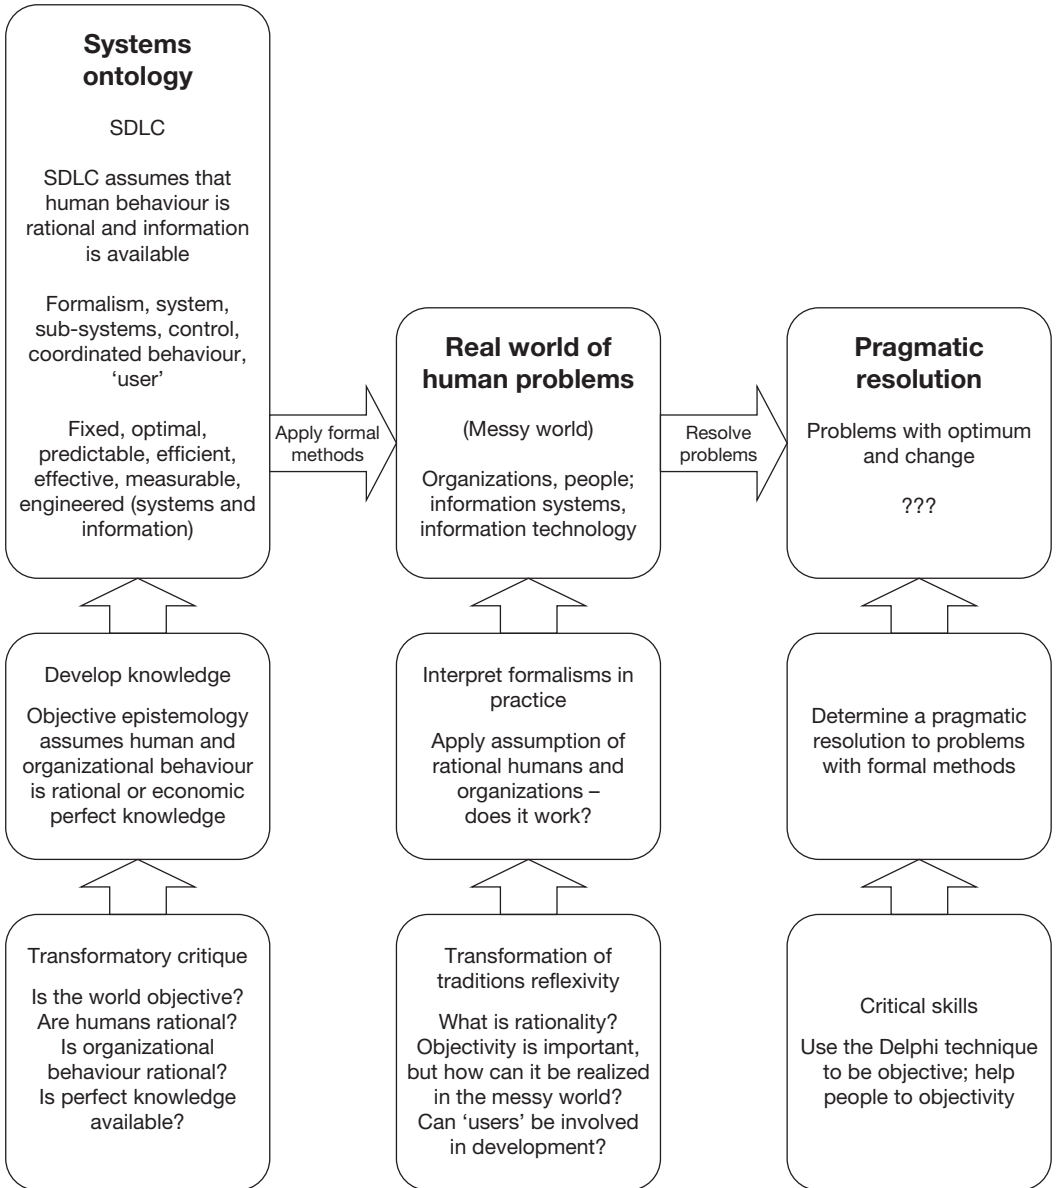 Systems
ontology
SDLC
SDLC assumes that
human behaviour is
rational and information
is available
Formalism, system,
sub-systems, control,
coordinated behaviour,
‘user’
Fixed, optimal,
predictable, efficient,
effective, measurable,
engineered (systems and
information)
Apply formal
methods
Real world of
human problems
(Messy world)
Organizations, people;
information systems,
information technology
Resolve
problems
Pragmatic
resolution
Problems with optimum
and change
???
Develop knowledge
Objective epistemology
assumes human and
organizational behaviour
is rational or economic
perfect knowledge
Interpret formalisms in
practice
Apply assumption of
rational humans and
organizations –
does it work?
Determine a pragmatic
resolution to problems
with formal methods
Transformatory critique
Is the world objective?
Are humans rational?
Is organizational
behaviour rational?
Is perfect knowledge
available?
Transformation of
traditions reflexivity
What is rationality?
Objectivity is important,
but how can it be realized
in the messy world?
Can ‘users’ be involved
in development?
Critical skills
Use the Delphi technique
to be objective; help
people to objectivity